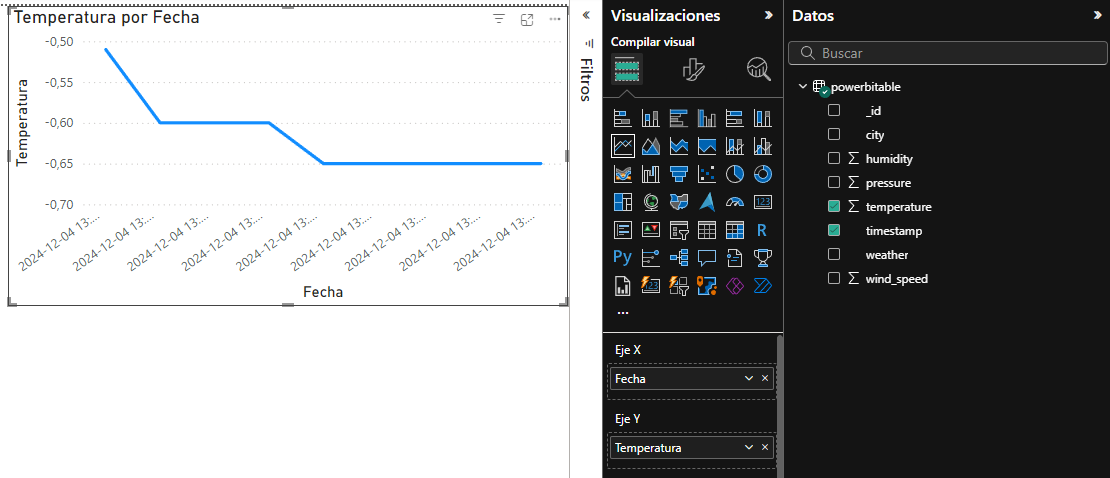 Temperatura por Fecha
-0,50
-0,55
-0,60
-0,65
-0,70
Temperatura
2024-12-04 13:...
2024-12-04 13:...
2024-12-04 13:...
2024-12-04 13:...
2024-12-04 13:...
2024-12-04 13:...
2024-12-04 13:...
2024-12-04 13:...
2024-12-04 13:...
Fecha
Filtros
Visualizaciones
Compilar visual
123
R
Py
123
...
Eje X
Fecha
Eje Y
Temperatura
Datos
Buscar
powerbitable
_id
city
humidity
pressure
temperature
timestamp
weather
wind_speed